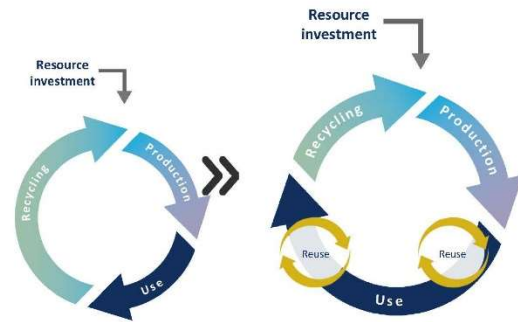 Resource
investment
Recycling
Production
Use
Resource
investment
Recycling
Production
Reuse
Reuse
Use